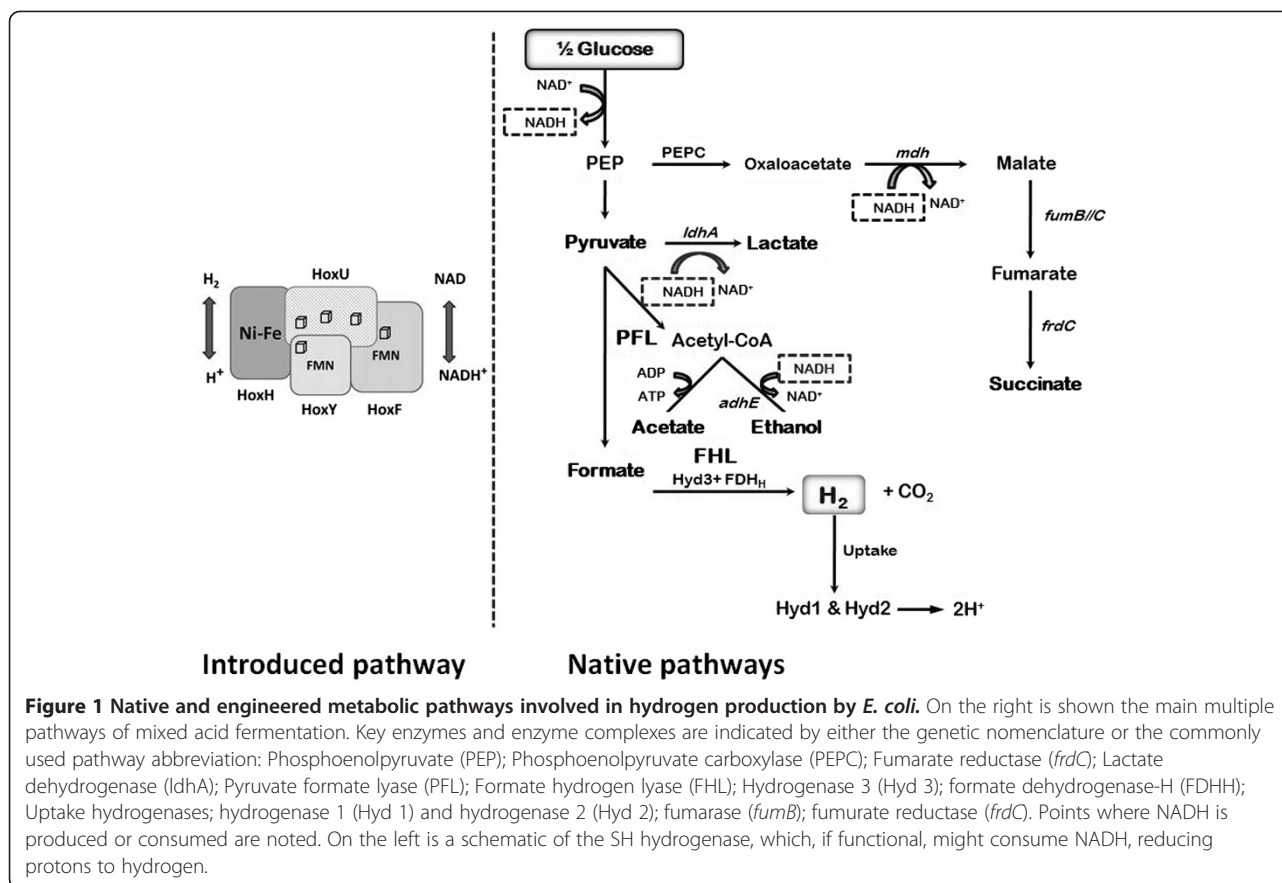 ½ Glucose
NAD⁺
NADH
PEP
PEPC
Oxaloacetate
mdh
Malate
NADH
NAD⁺
fumB//C
Pyruvate
ldhA
Lactate
NADH
NAD⁺
Fumarate
frdC
Succinate
PFL
Acetyl-CoA
ADP
ATP
NADH
NAD⁺
adhE
Acetate
Ethanol
Formate
FHL
Hyd3+ FDH_H
H₂
+ CO₂
Uptake
Hyd1 & Hyd2
2H⁺
H₂
H⁺
HoxU
Ni-Fe
FMN
FMN
HoxH
HoxY
HoxF
NAD
NADH⁺
Introduced pathway
Native pathways
Figure 1 Native and engineered metabolic pathways involved in hydrogen production by E. coli. On the right is shown the main multiple
pathways of mixed acid fermentation. Key enzymes and enzyme complexes are indicated by either the genetic nomenclature or the commonly
used pathway abbreviation: Phosphoenolpyruvate (PEP); Phosphoenolpyruvate carboxylase (PEPC); Fumarate reductase (frdC); Lactate
dehydrogenase (ldhA); Pyruvate formate lyase (PFL); Formate hydrogen lyase (FHL); Hydrogenase 3 (Hyd 3); formate dehydrogenase-H (FDHH);
Uptake hydrogenases; hydrogenase 1 (Hyd 1) and hydrogenase 2 (Hyd 2); fumarase (fumB); fumurate reductase (frdC). Points where NADH is
produced or consumed are noted. On the left is a schematic of the SH hydrogenase, which, if functional, might consume NADH, reducing
protons to hydrogen.